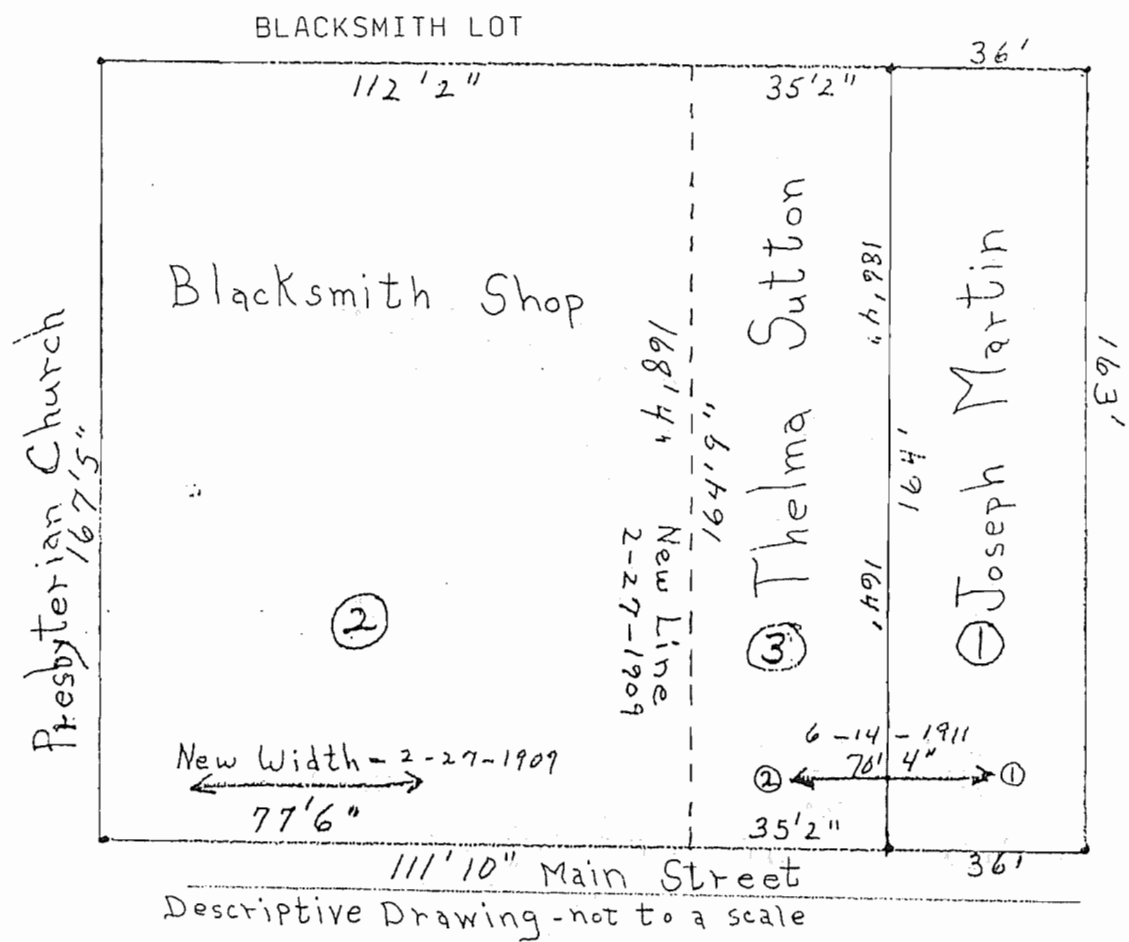 BLACKSMITH LOT
36'
112'2"
35'2"
Blacksmith Shop
Presbyterian Church
167'5"
168'4"
New Line
2-27-1909
164'9"
③ Thelma Sutton
164'
164'
① Joseph Martin
163'
②
New Width - 2-27-1909
77'6"
6-14-1911
70' 4"
② ①
35'2"
36'
111'10" Main Street
Descriptive Drawing - not to a scale